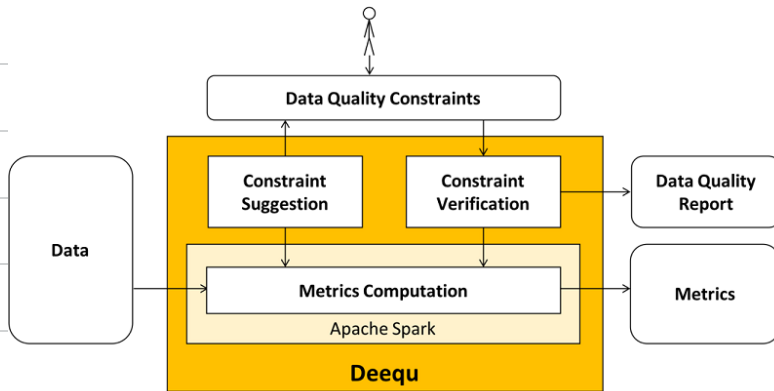 Data Quality Constraints
Constraint
Suggestion
Constraint
Verification
Data Quality
Report
Data
Metrics Computation
Metrics
Apache Spark
Deequ